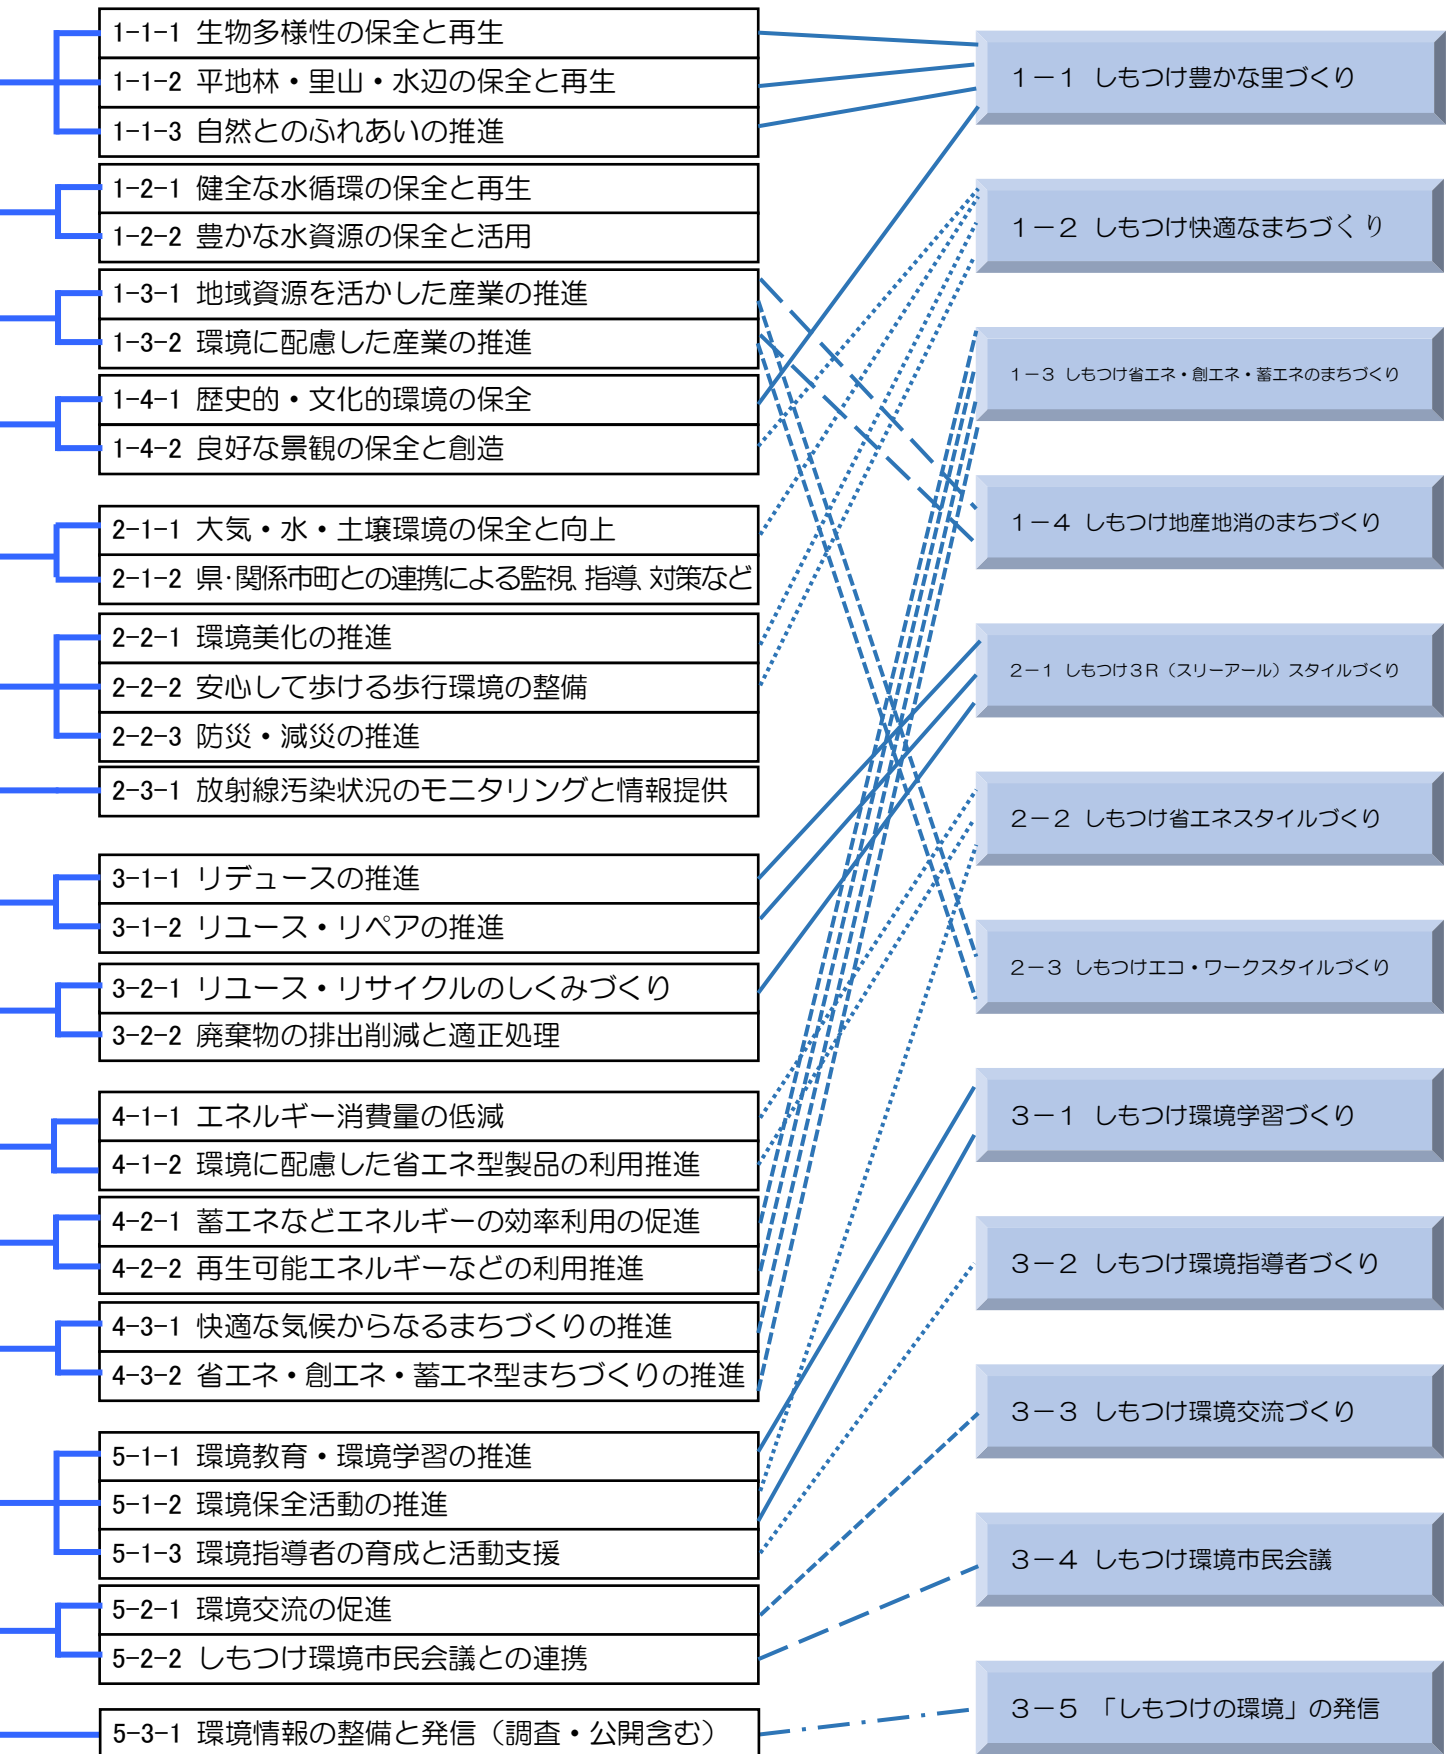 1-1-1 生物多様性の保全と再生
1-1-2 平地林・里山・水辺の保全と再生
1-1-3 自然とのふれあいの推進
1-2-1 健全な水循環の保全と再生
1-2-2 豊かな水資源の保全と活用
1-3-1 地域資源を活かした産業の推進
1-3-2 環境に配慮した産業の推進
1-4-1 歴史的・文化的環境の保全
1-4-2 良好な景観の保全と創造
2-1-1 大気・水・土壌環境の保全と向上
2-1-2 県・関係市町との連携による監視、指導、対策など
2-2-1 環境美化の推進
2-2-2 安心して歩ける歩行環境の整備
2-2-3 防災・減災の推進
2-3-1 放射線汚染状況のモニタリングと情報提供
3-1-1 リデュースの推進
3-1-2 リユース・リペアの推進
3-2-1 リユース・リサイクルのしくみづくり
3-2-2 廃棄物の排出削減と適正処理
4-1-1 エネルギー消費量の低減
4-1-2 環境に配慮した省エネ型製品の利用推進
4-2-1 蓄エネなどエネルギーの効率利用の促進
4-2-2 再生可能エネルギーなどの利用推進
4-3-1 快適な気候からなるまちづくりの推進
4-3-2 省エネ・創エネ・蓄エネ型まちづくりの推進
5-1-1 環境教育・環境学習の推進
5-1-2 環境保全活動の推進
5-1-3 環境指導者の育成と活動支援
5-2-1 環境交流の促進
5-2-2 しもつけ環境市民会議との連携
5-3-1 環境情報の整備と発信（調査・公開含む）
１－１ しもつけ豊かな里づくり
１－２ しもつけ快適なまちづくり
１－３ しもつけ省エネ・創エネ・蓄エネのまちづくり
１－４ しもつけ地産地消のまちづくり
２－１ しもつけ３Ｒ（スリーアール）スタイルづくり
２－２ しもつけ省エネスタイルづくり
２－３ しもつけエコ・ワークスタイルづくり
３－１ しもつけ環境学習づくり
３－２ しもつけ環境指導者づくり
３－３ しもつけ環境交流づくり
３－４ しもつけ環境市民会議
３－５ 「しもつけの環境」の発信